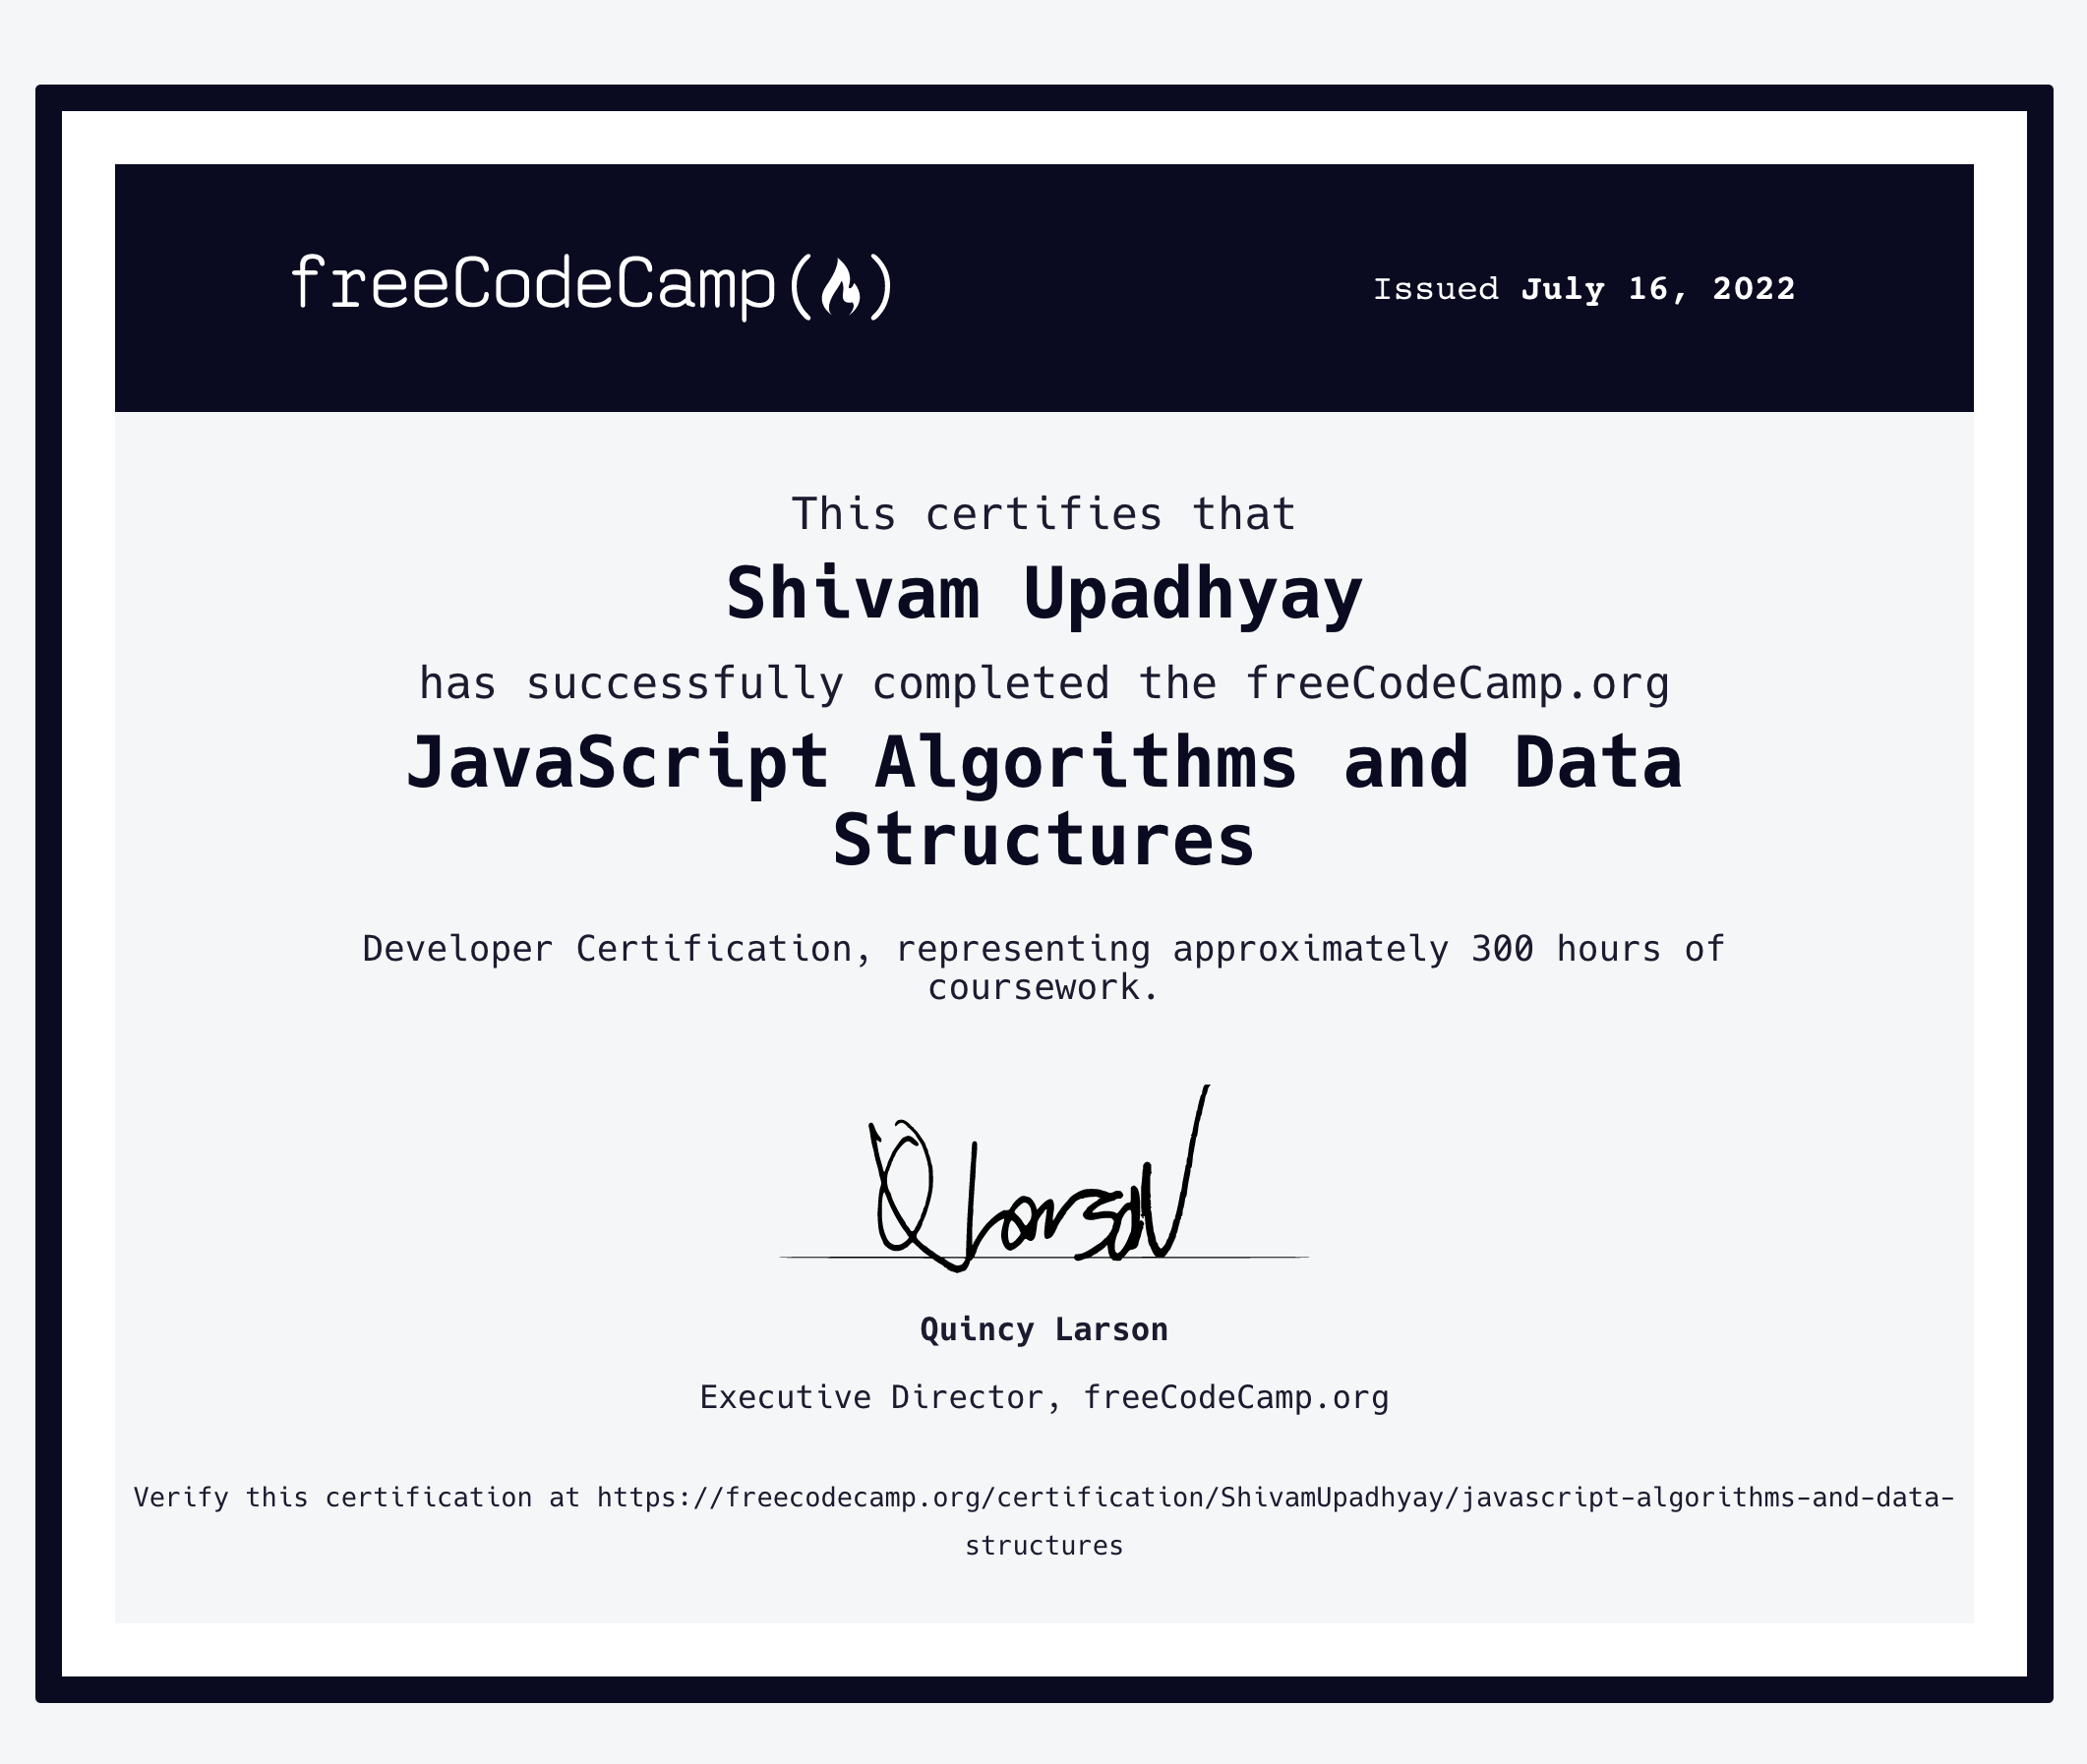 freeCodeCamp
Issued July 16, 2022
This certifies that
Shivam Upadhyay
has successfully completed the freeCodeCamp.org
JavaScript Algorithms and Data
Structures
Developer Certification, representing approximately 300 hours of
coursework.
Q Larson
Quincy Larson
Executive Director, freeCodeCamp.org
Verify this certification at https://freecodecamp.org/certification/ShivamUpadhyay/javascript-algorithms-and-data-
structures